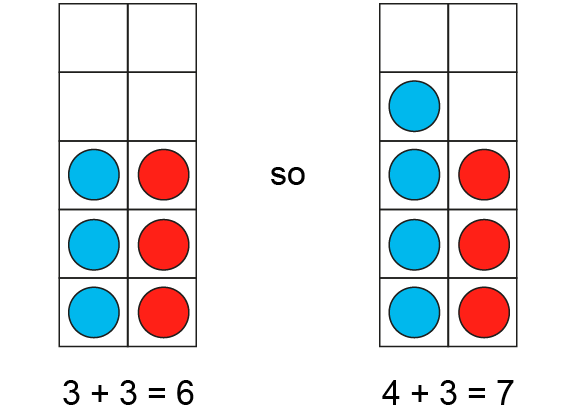 so
3 + 3 = 6
4 + 3 = 7